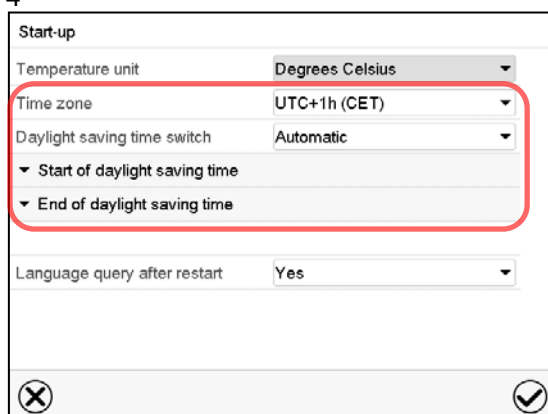 Start-up
Temperature unit Degrees Celsius
Time zone UTC+1h (CET)
Daylight saving time switch Automatic
Start of daylight saving time
End of daylight saving time
Language query after restart Yes